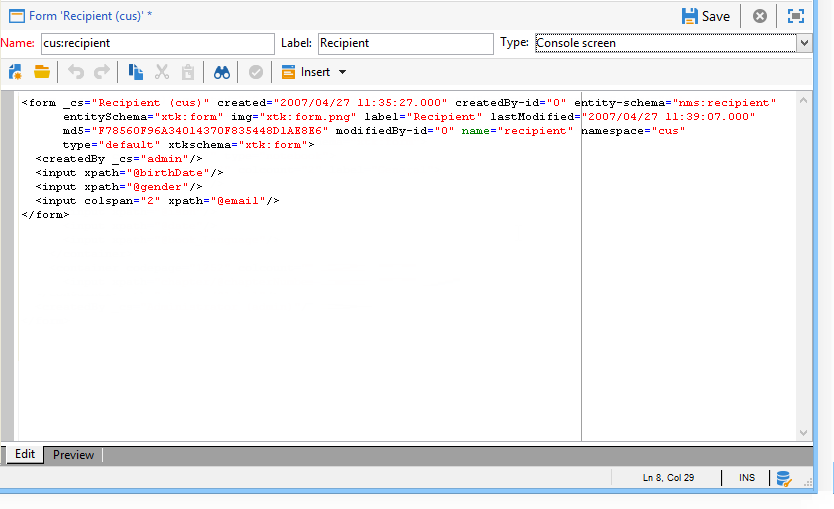 Form 'Recipient (cus)' *
Save
Name: cus:recipient Label: Recipient Type: Console screen
Insert
<form _cs="Recipient (cus)" created="2007/04/27 11:35:27.000" createdBy-id="0" entity-schema="nms:recipient"
entitySchema="xtk:form" img="xtk:form.png" label="Recipient" lastModified="2007/04/27 11:39:07.000"
md5="F78560F96A34014370F835448D1AE8E6" modifiedBy-id="0" name="recipient" namespace="cus"
type="default" xtkschema="xtk:form">
<createdBy _cs="admin"/>
<input xpath="@birthDate"/>
<input xpath="@gender"/>
<input colspan="2" xpath="@email"/>
</form>
Edit Preview
Ln 8, Col 29 INS